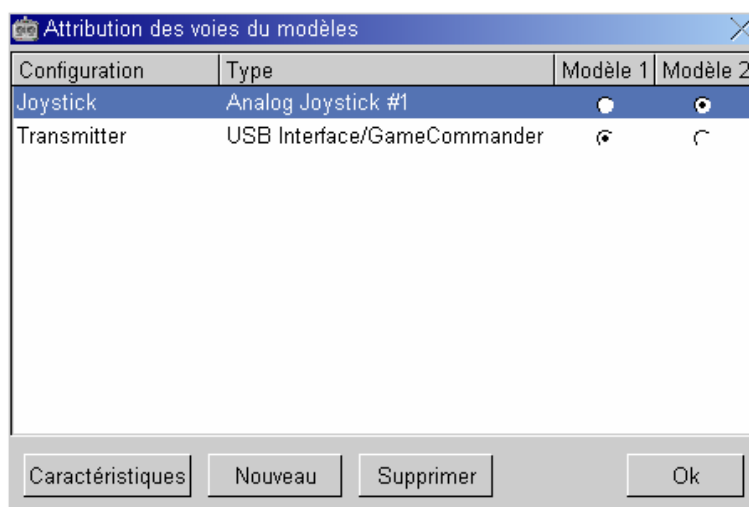 Attribution des voies du modèles
Configuration Type Modèle 1 Modèle 2
Joystick Analog Joystick #1
Transmitter USB Interface/GameCommander
Caractéristiques Nouveau Supprimer Ok